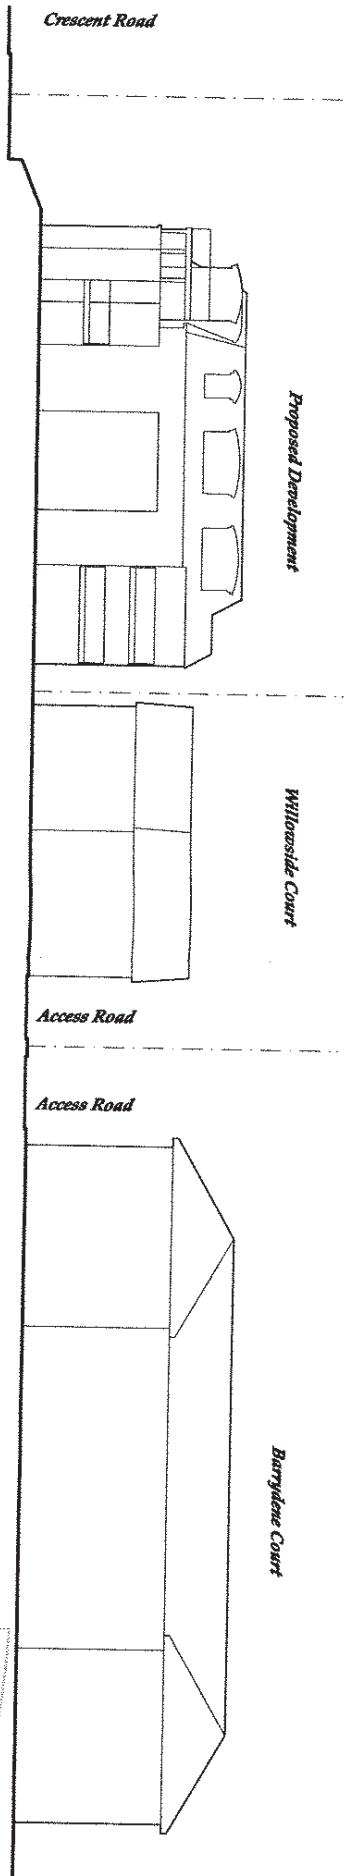 Crescent Road
Proposed Development
Willowside Court
Access Road
Access Road
Barrydene Court